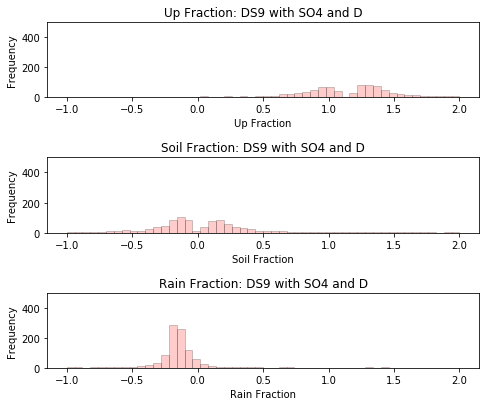 Up Fraction: DS9 with SO4 and D
400
200
0
Frequency
−1.0 −0.5 0.0 0.5 1.0 1.5 2.0
Up Fraction
Soil Fraction: DS9 with SO4 and D
400
200
0
Frequency
−1.0 −0.5 0.0 0.5 1.0 1.5 2.0
Soil Fraction
Rain Fraction: DS9 with SO4 and D
400
200
0
Frequency
−1.0 −0.5 0.0 0.5 1.0 1.5 2.0
Rain Fraction